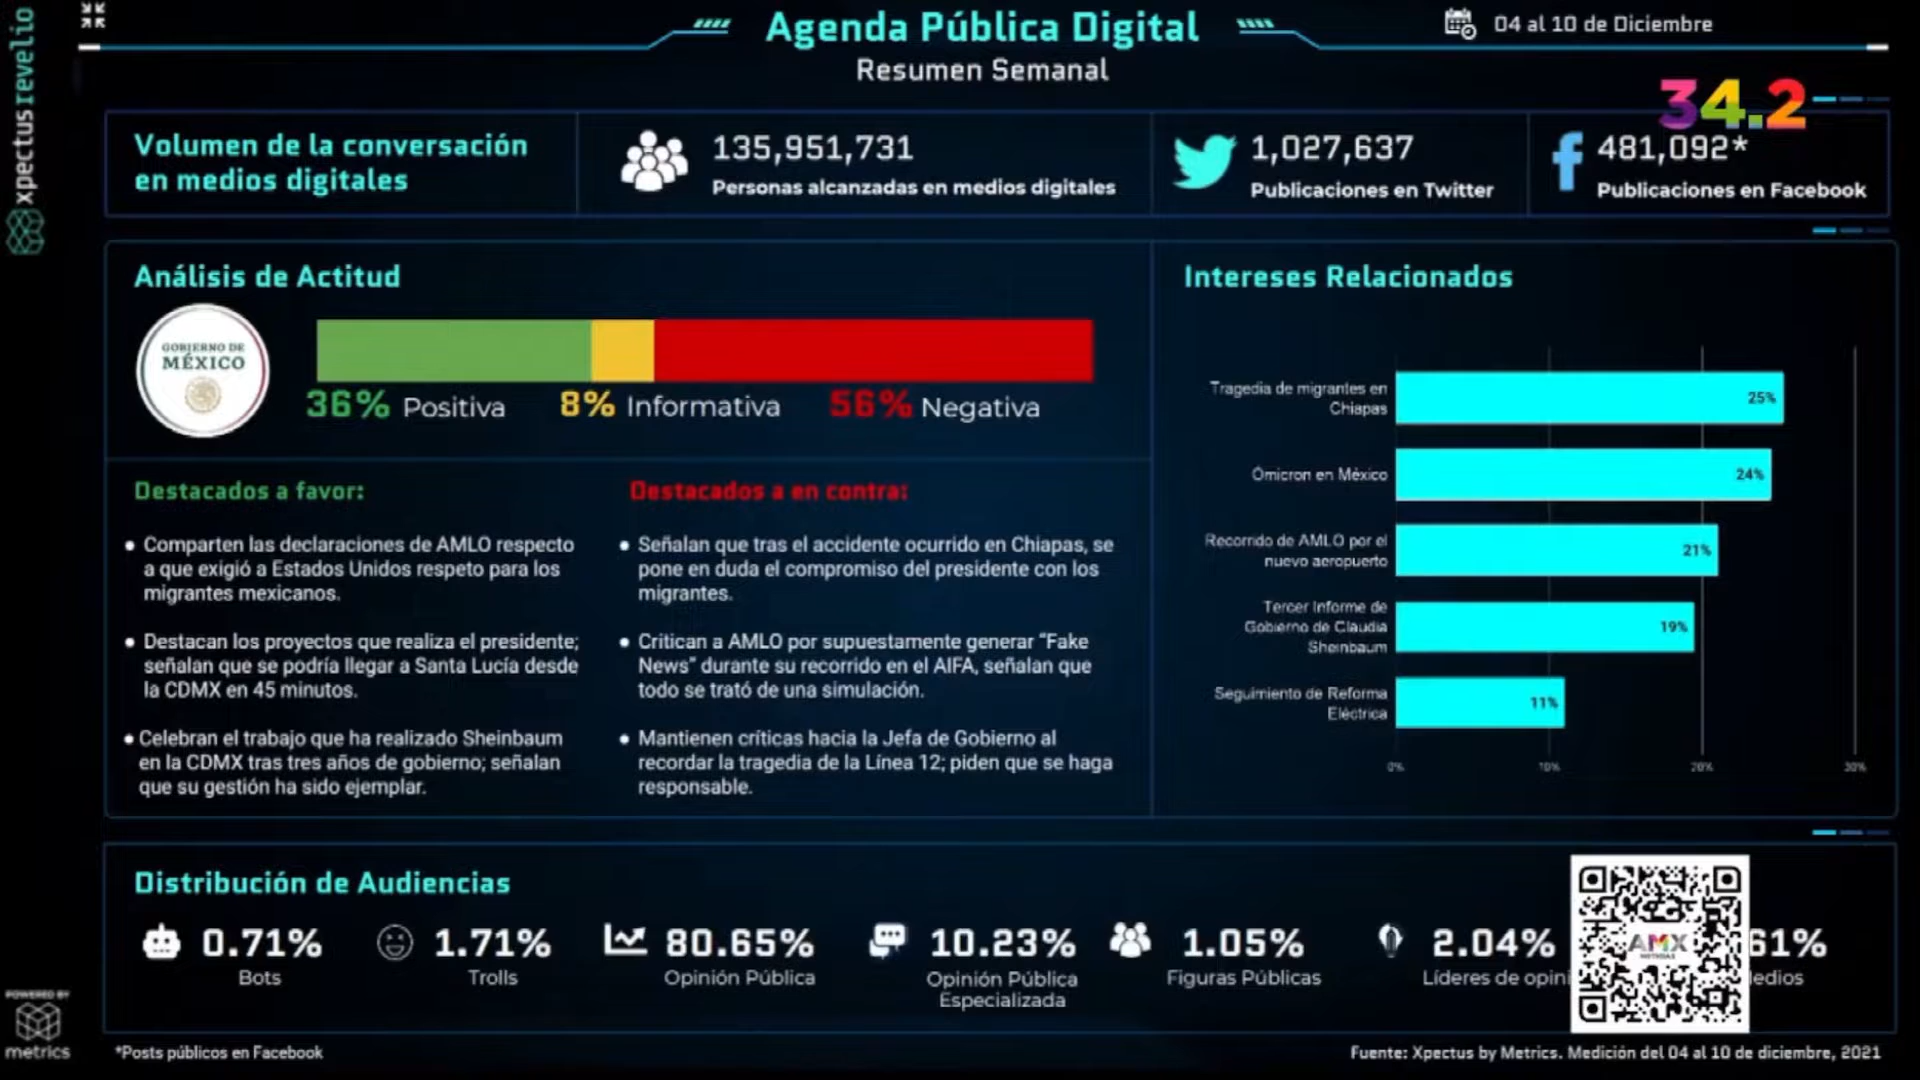 Agenda Pública Digital
Resumen Semanal
04 al 10 de Diciembre
34.2
xpectus revelio
Volumen de la conversación
en medios digitales
135,951,731
Personas alcanzadas en medios digitales
1,027,637
Publicaciones en Twitter
481,092*
Publicaciones en Facebook
Análisis de Actitud
GOBIERNO DE
MÉXICO
36% Positiva
8% Informativa
56% Negativa
Destacados a favor:
• Comparten las declaraciones de AMLO respecto
a que exigió a Estados Unidos respeto para los
migrantes mexicanos.
• Destacan los proyectos que realiza el presidente;
señalan que se podría llegar a Santa Lucía desde
la CDMX en 45 minutos.
• Celebran el trabajo que ha realizado Sheinbaum
en la CDMX tras tres años de gobierno; señalan
que su gestión ha sido ejemplar.
Destacados a en contra:
• Señalan que tras el accidente ocurrido en Chiapas, se
pone en duda el compromiso del presidente con los
migrantes.
• Critican a AMLO por supuestamente generar “Fake
News” durante su recorrido en el AIFA, señalan que
todo se trató de una simulación.
• Mantienen críticas hacia la Jefa de Gobierno al
recordar la tragedia de la Línea 12; piden que se haga
responsable.
Intereses Relacionados
Tragedia de migrantes en
Chiapas
25%
Ómicron en México
24%
Recorrido de AMLO por el
nuevo aeropuerto
21%
Tercer Informe de
Gobierno de Claudia
Sheinbaum
19%
Seguimiento de Reforma
Eléctrica
11%
0% 10% 20% 30%
Distribución de Audiencias
0.71%
Bots
1.71%
Trolls
80.65%
Opinión Pública
10.23%
Opinión Pública
Especializada
1.05%
Figuras Públicas
2.04%
Líderes de opini
61%
edios
AMX
NOTICIAS
POWERED BY
metrics
*Posts públicos en Facebook
Fuente: Xpectus by Metrics. Medición del 04 al 10 de diciembre, 2021